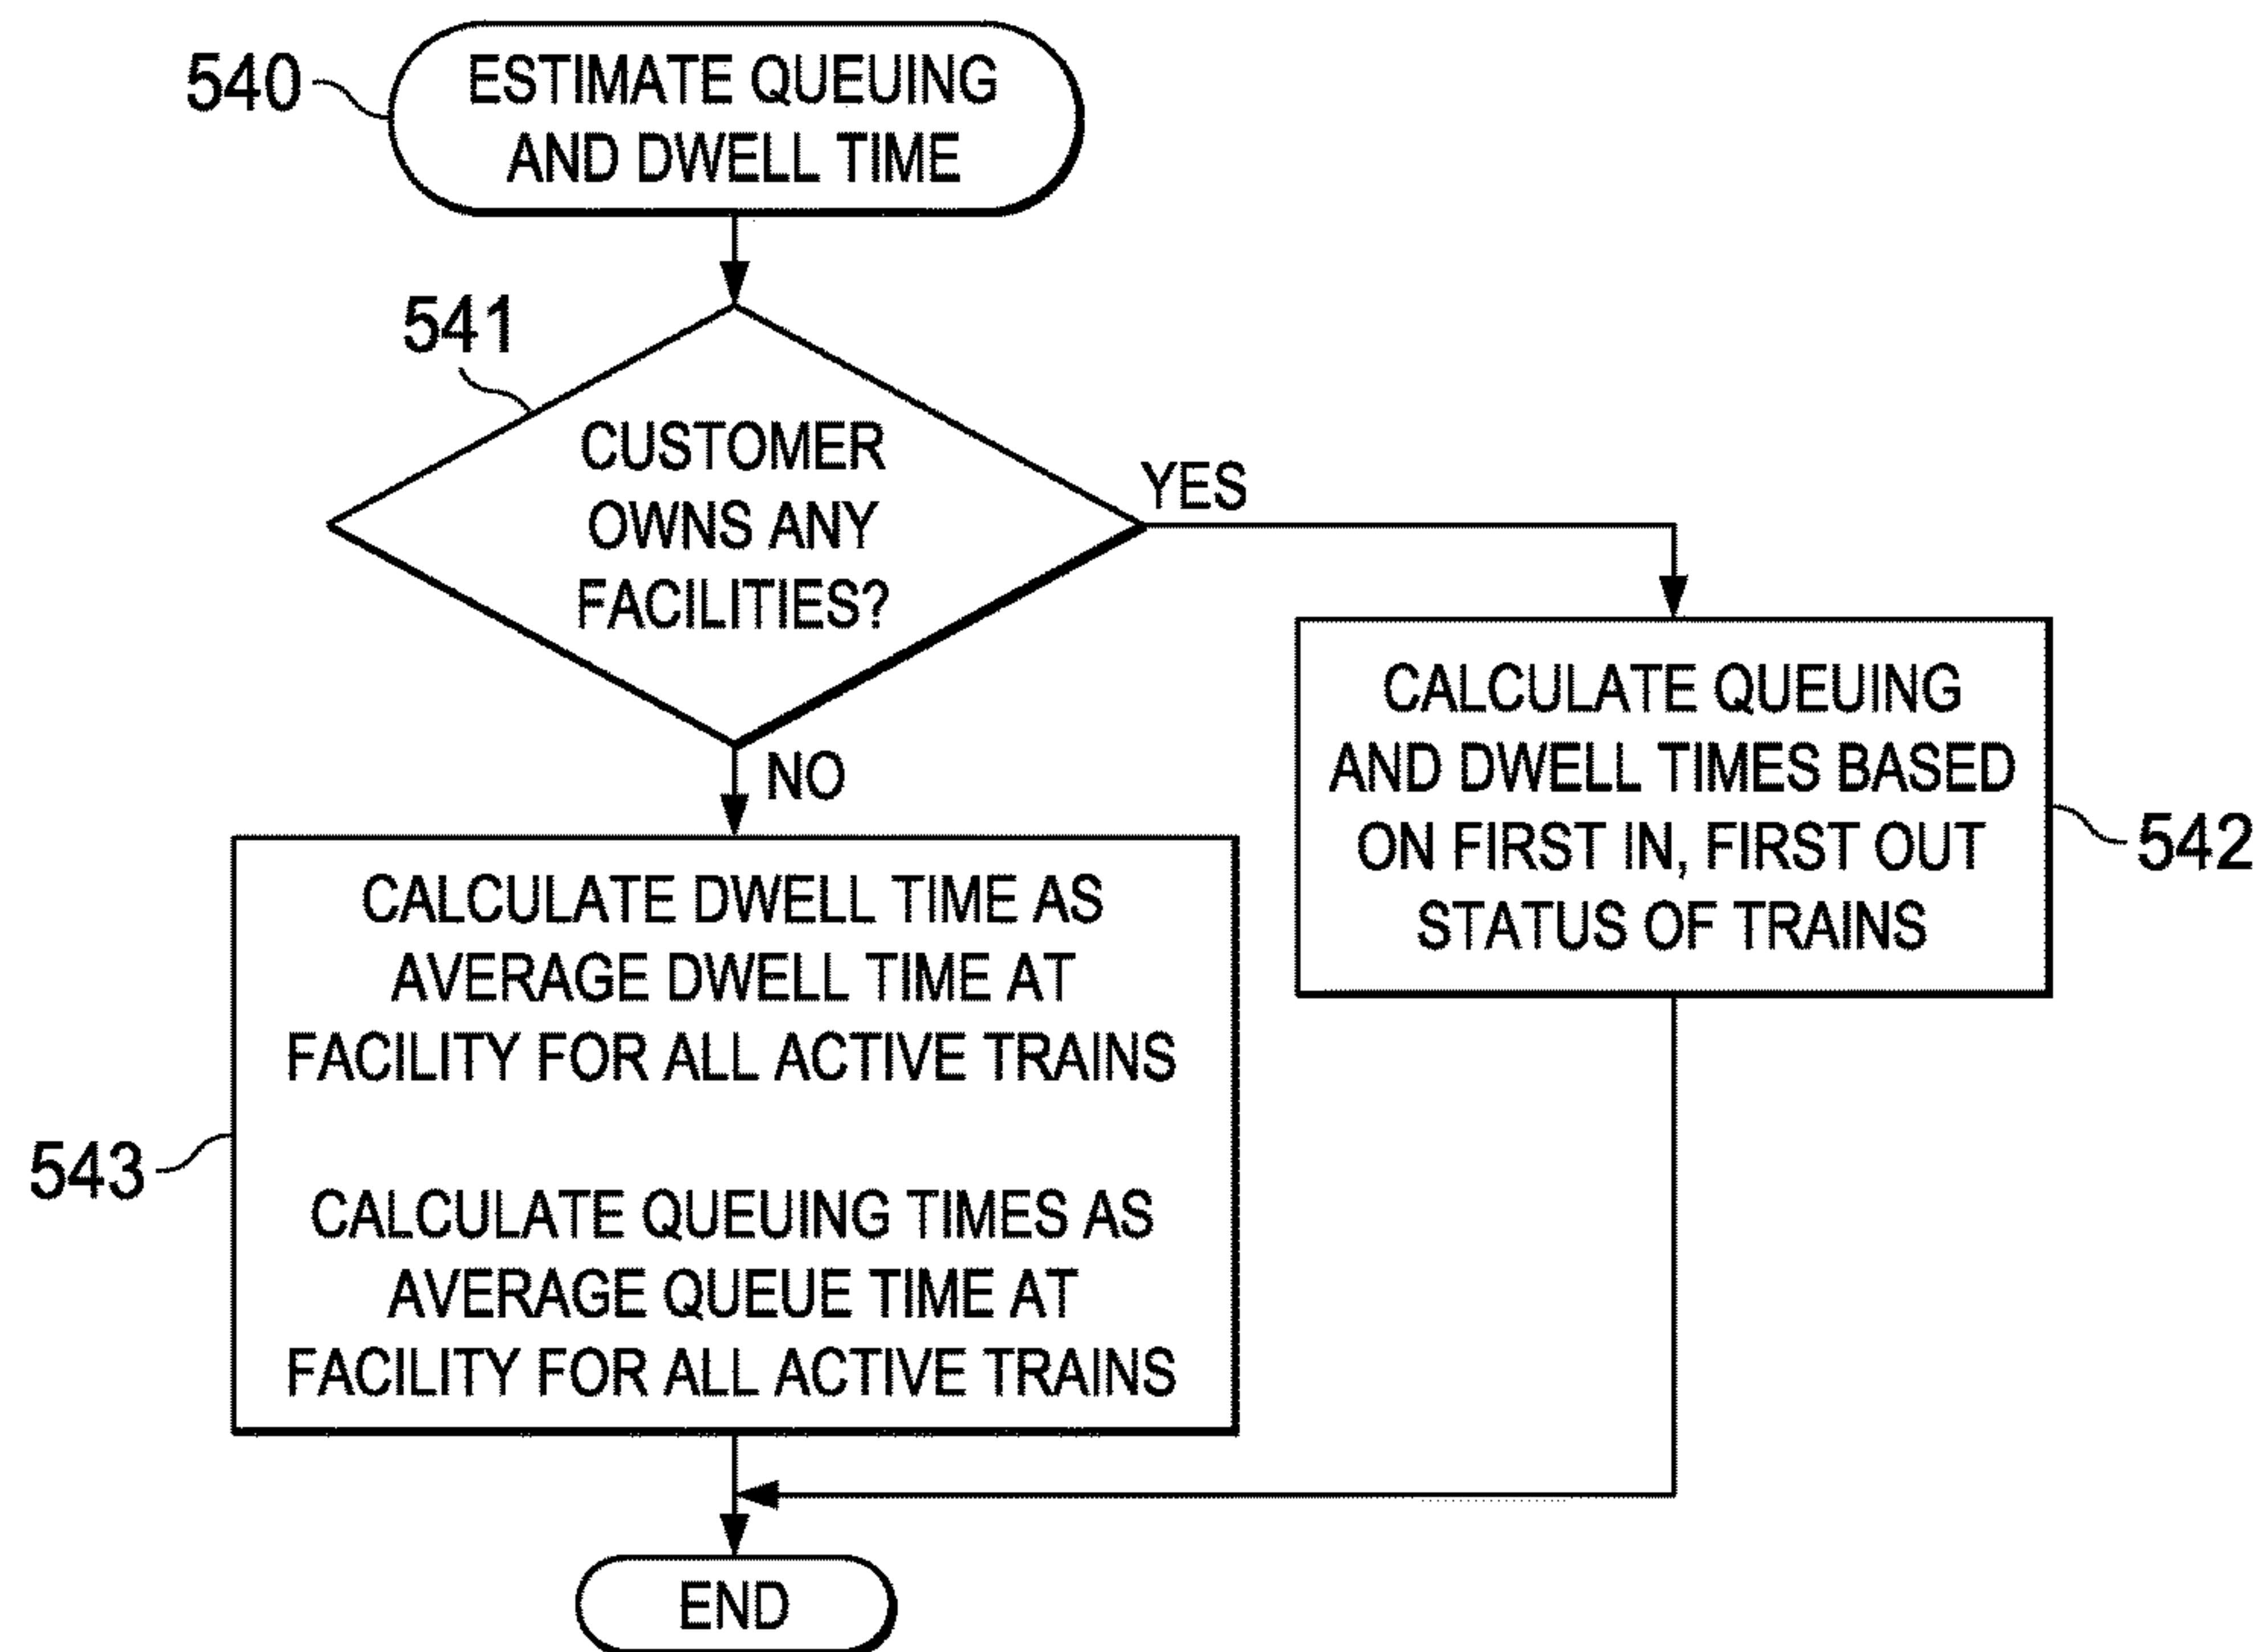 540
ESTIMATE QUEUING
AND DWELL TIME
541
CUSTOMER
OWNS ANY
FACILITIES?
YES
NO
CALCULATE QUEUING
AND DWELL TIMES BASED
ON FIRST IN, FIRST OUT
STATUS OF TRAINS
542
543
CALCULATE DWELL TIME AS
AVERAGE DWELL TIME AT
FACILITY FOR ALL ACTIVE TRAINS
CALCULATE QUEUING TIMES AS
AVERAGE QUEUE TIME AT
FACILITY FOR ALL ACTIVE TRAINS
END